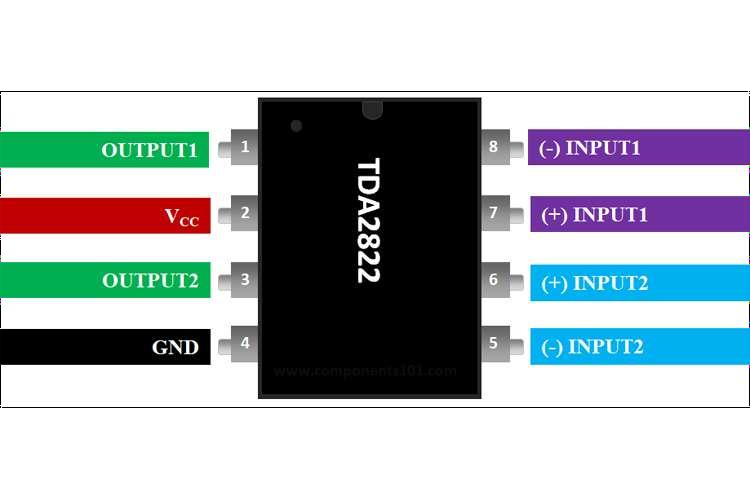 OUTPUT1
1
VCC
2
OUTPUT2
3
GND
4
TDA2822
www.components101.com
8
(-) INPUT1
7
(+) INPUT1
6
(+) INPUT2
5
(-) INPUT2